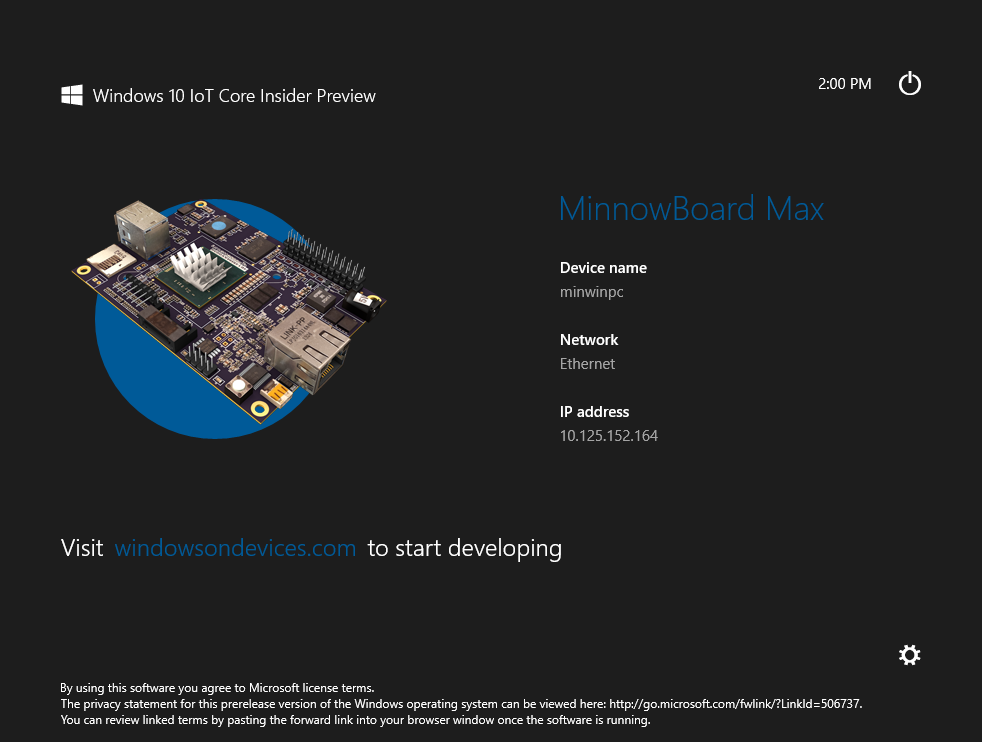 Windows 10 IoT Core Insider Preview
2:00 PM
MinnowBoard Max
Device name
minwinpc
Network
Ethernet
IP address
10.125.152.164
LINK-PP
Visit windowsondevices.com to start developing
By using this software you agree to Microsoft license terms.
The privacy statement for this prerelease version of the Windows operating system can be viewed here: http://go.microsoft.com/fwlink/?LinkId=506737.
You can review linked terms by pasting the forward link into your browser window once the software is running.